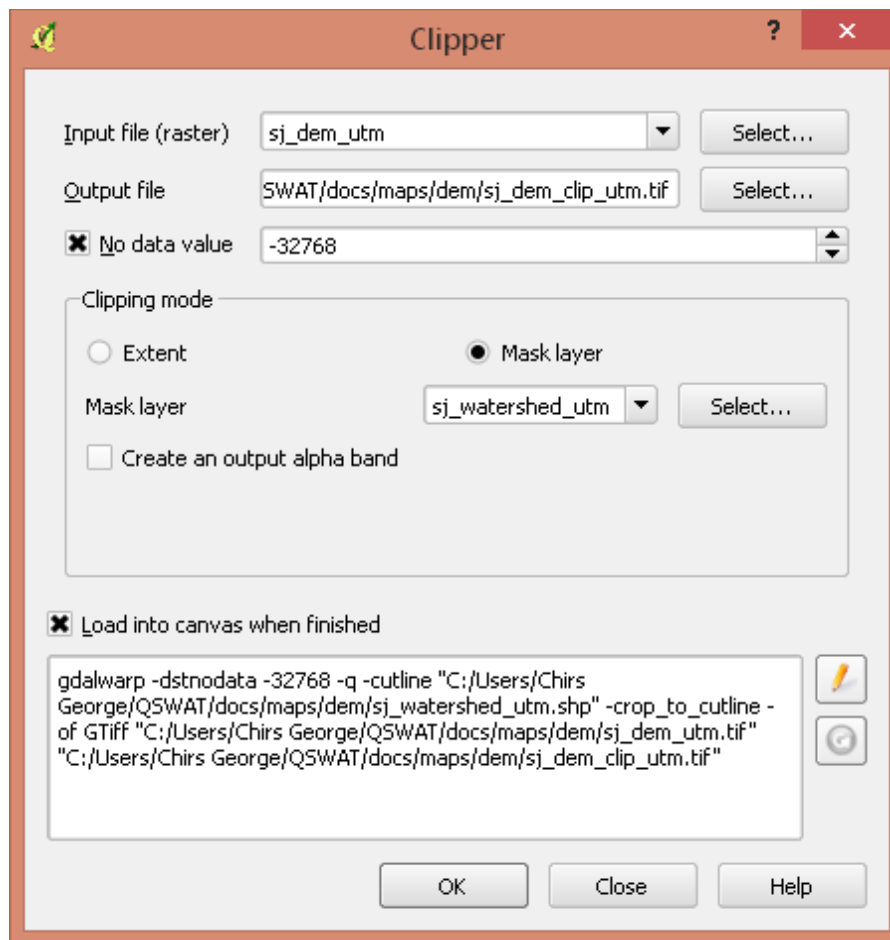 Clipper
?
×
Input file (raster) sj_dem_utm Select...
Output file SWAT/docs/maps/dem/sj_dem_clip_utm.tif Select...
No data value -32768
Clipping mode
Extent Mask layer
Mask layer sj_watershed_utm Select...
Create an output alpha band
Load into canvas when finished
gdalwarp -dstnodata -32768 -q -cutline "C:/Users/Chirs
George/QSWAT/docs/maps/dem/sj_watershed_utm.shp" -crop_to_cutline -
of GTiff "C:/Users/Chirs George/QSWAT/docs/maps/dem/sj_dem_utm.tif"
"C:/Users/Chirs George/QSWAT/docs/maps/dem/sj_dem_clip_utm.tif"
OK Close Help